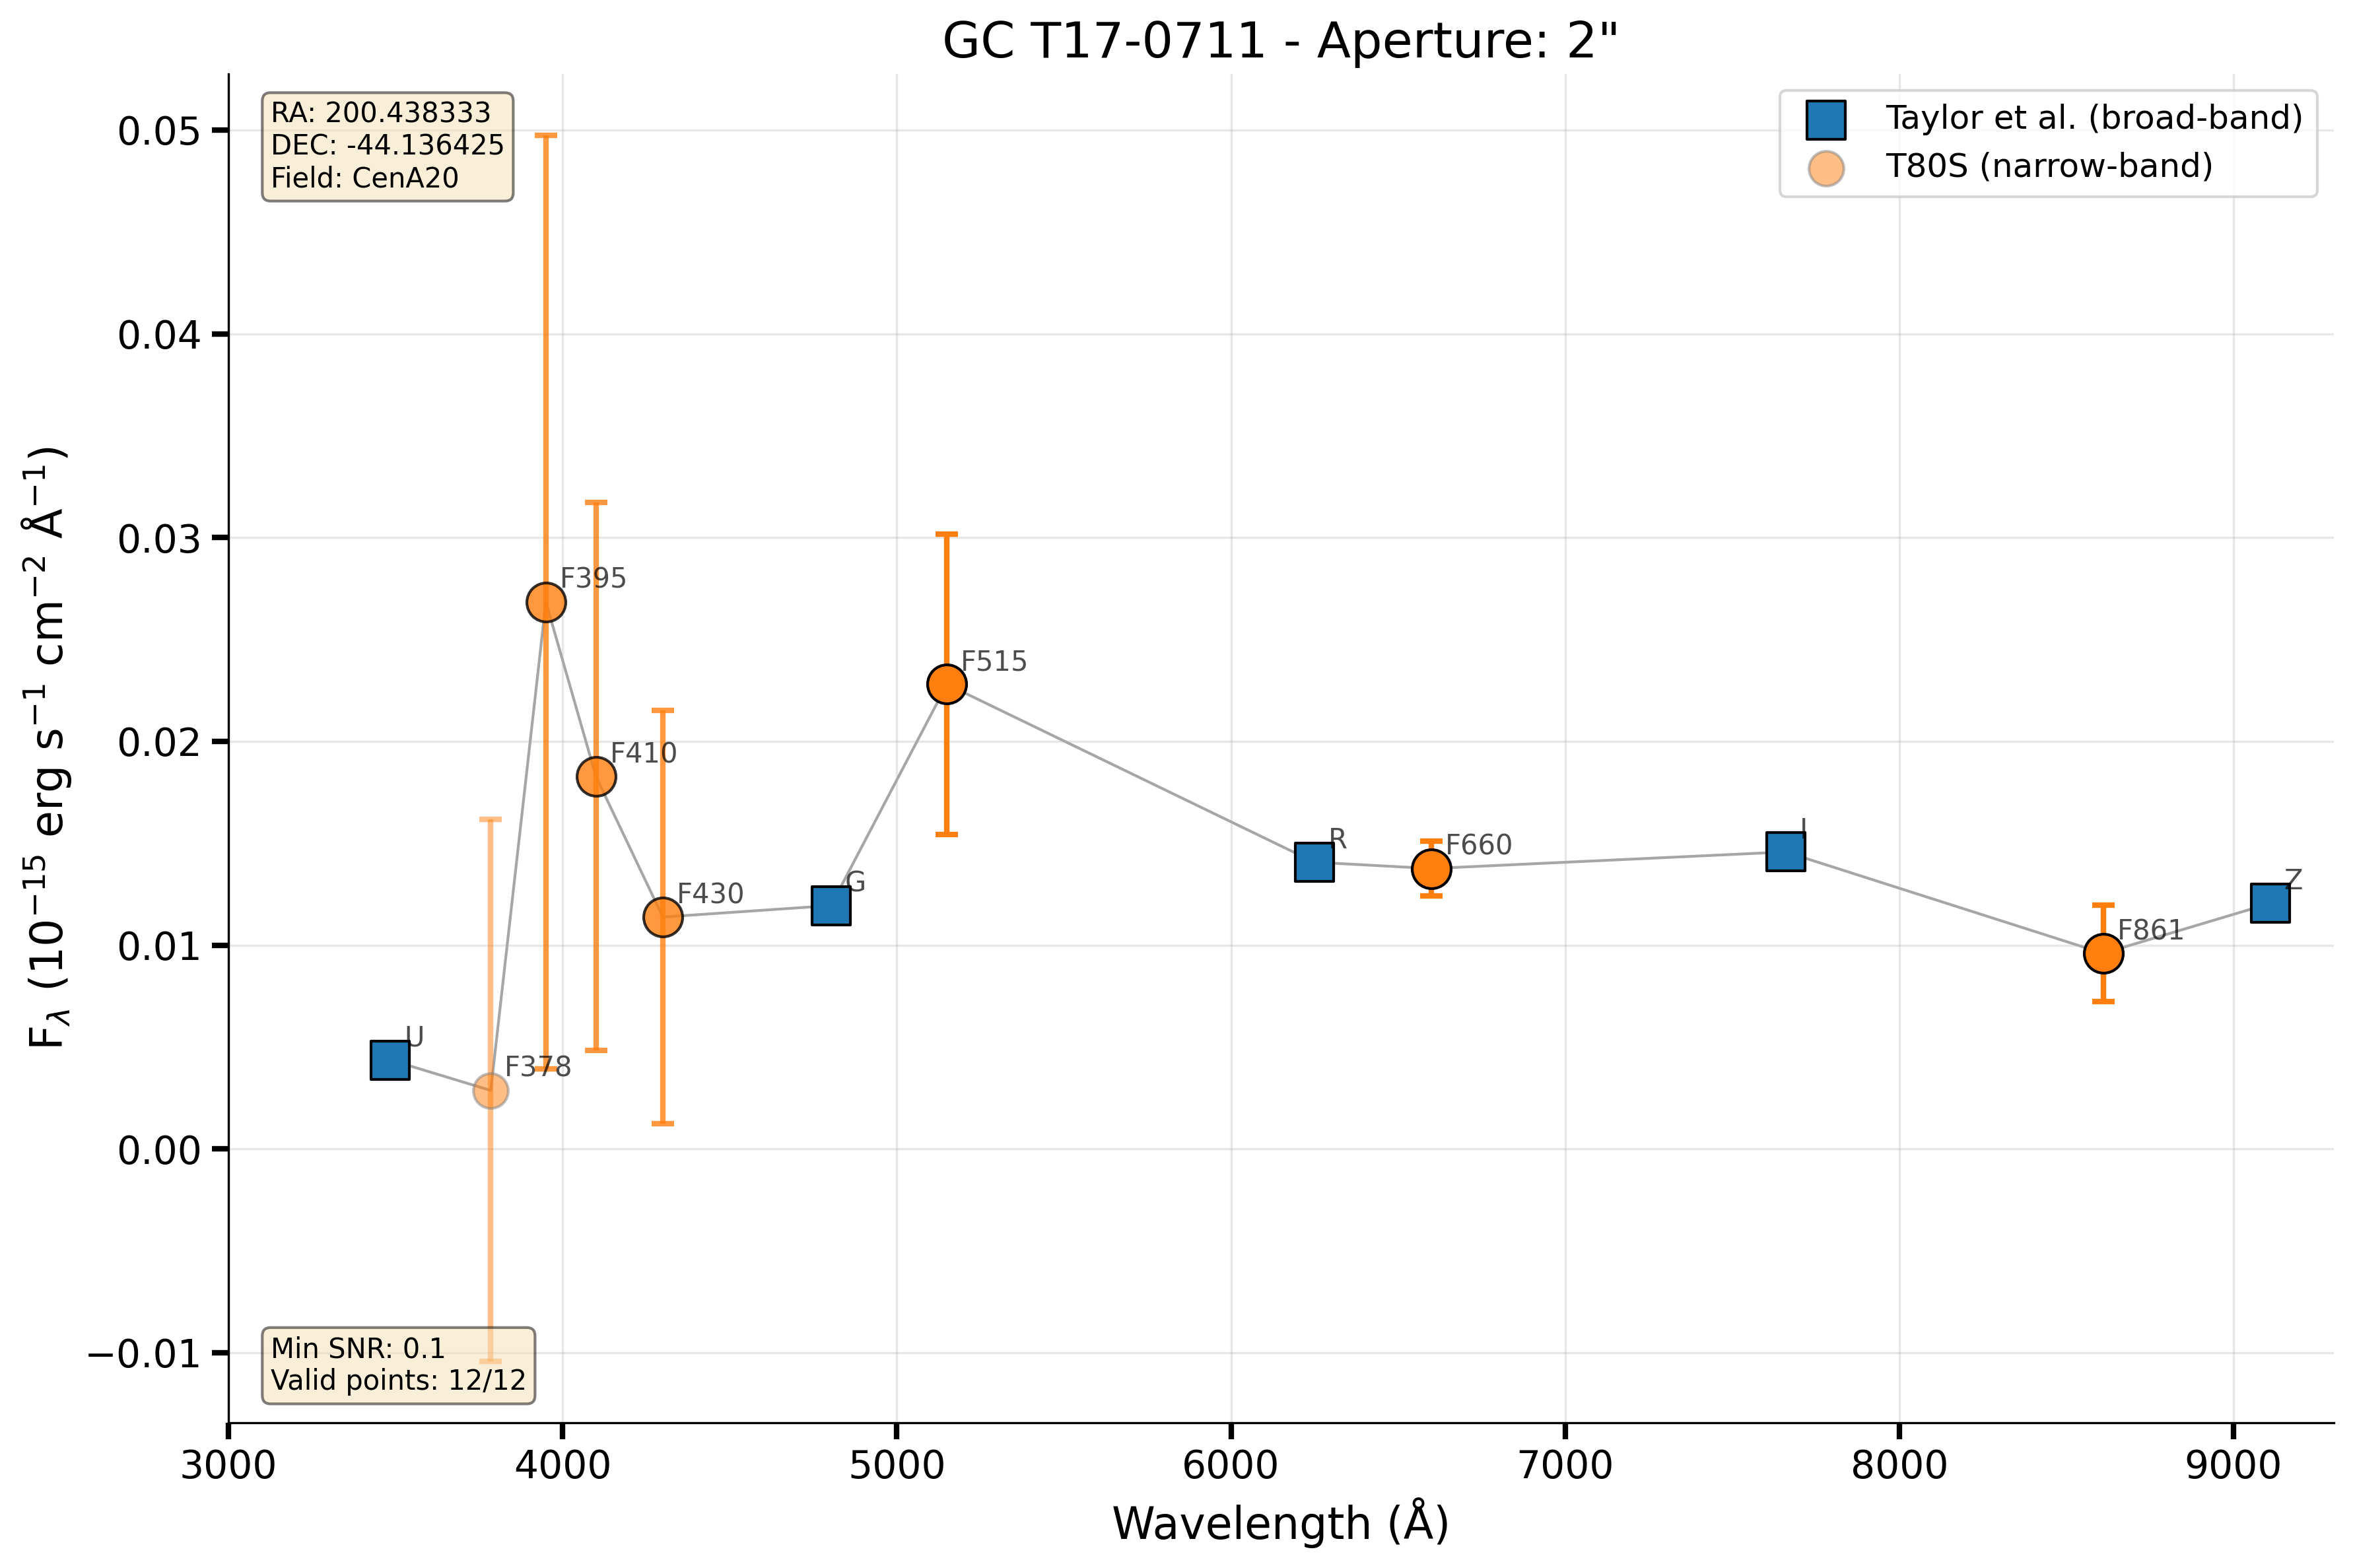 GC T17-0711 - Aperture: 2"
RA: 200.438333
DEC: -44.136425
Field: CenA20
Taylor et al. (broad-band)
T80S (narrow-band)
0.05
0.04
0.03
0.02
0.01
0.00
−0.01
F_λ (10⁻¹⁵ erg s⁻¹ cm⁻² Å⁻¹)
U
F378
F395
F410
F430
G
F515
R
F660
I
F861
Z
Min SNR: 0.1
Valid points: 12/12
3000 4000 5000 6000 7000 8000 9000
Wavelength (Å)